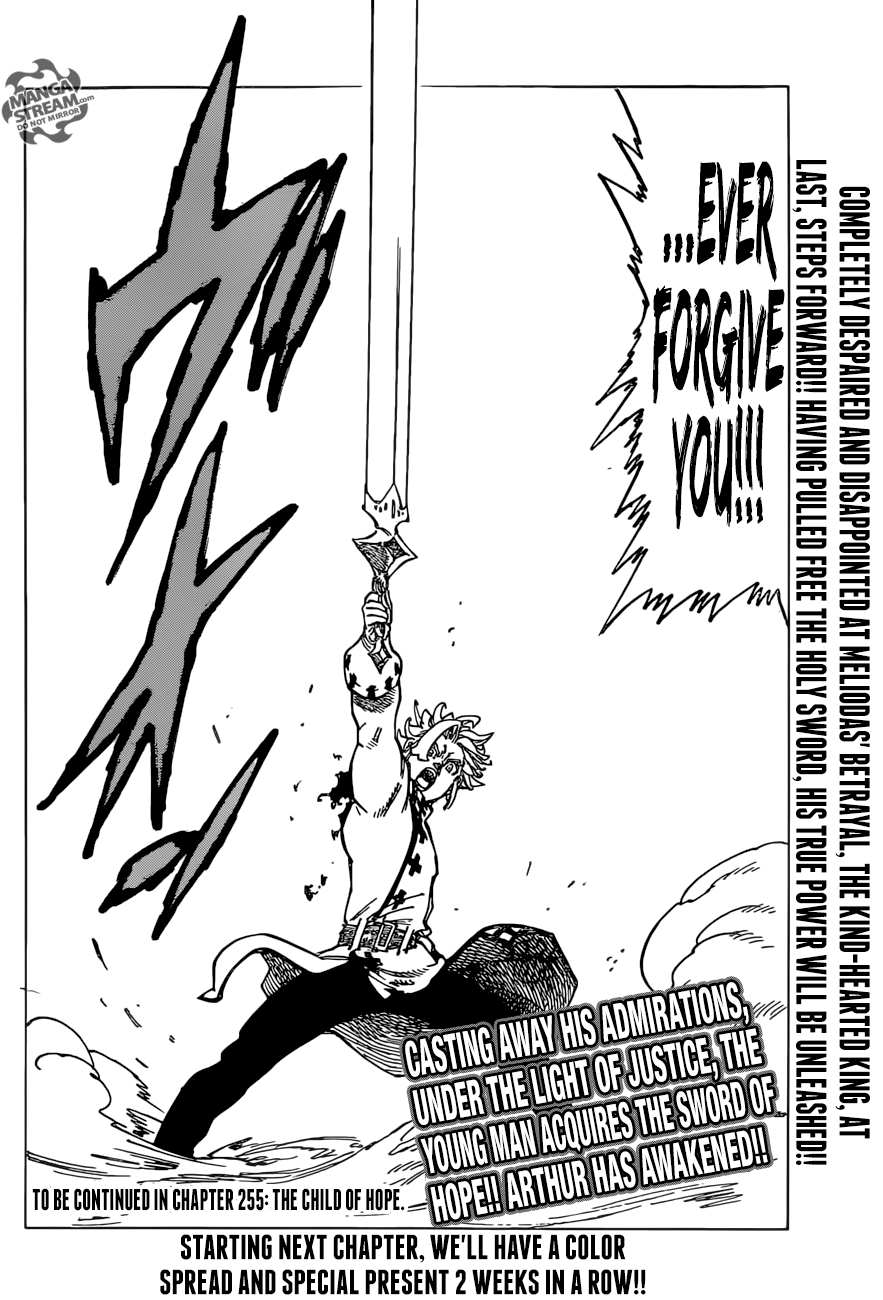 MANGA
STREAM.com
DO NOT MIRROR
...EVER
FORGIVE
YOU!!!
COMPLETELY DESPAIRED AND DISAPPOINTED AT MELIODAS' BETRAYAL, THE KIND-HEARTED KING, AT
LAST, STEPS FORWARD!! HAVING PULLED FREE THE HOLY SWORD, HIS TRUE POWER WILL BE UNLEASHED!!
CASTING AWAY HIS ADMIRATIONS,
UNDER THE LIGHT OF JUSTICE, THE
YOUNG MAN ACQUIRES THE SWORD OF
HOPE!! ARTHUR HAS AWAKENED!!
TO BE CONTINUED IN CHAPTER 255: THE CHILD OF HOPE.
STARTING NEXT CHAPTER, WE'LL HAVE A COLOR
SPREAD AND SPECIAL PRESENT 2 WEEKS IN A ROW!!